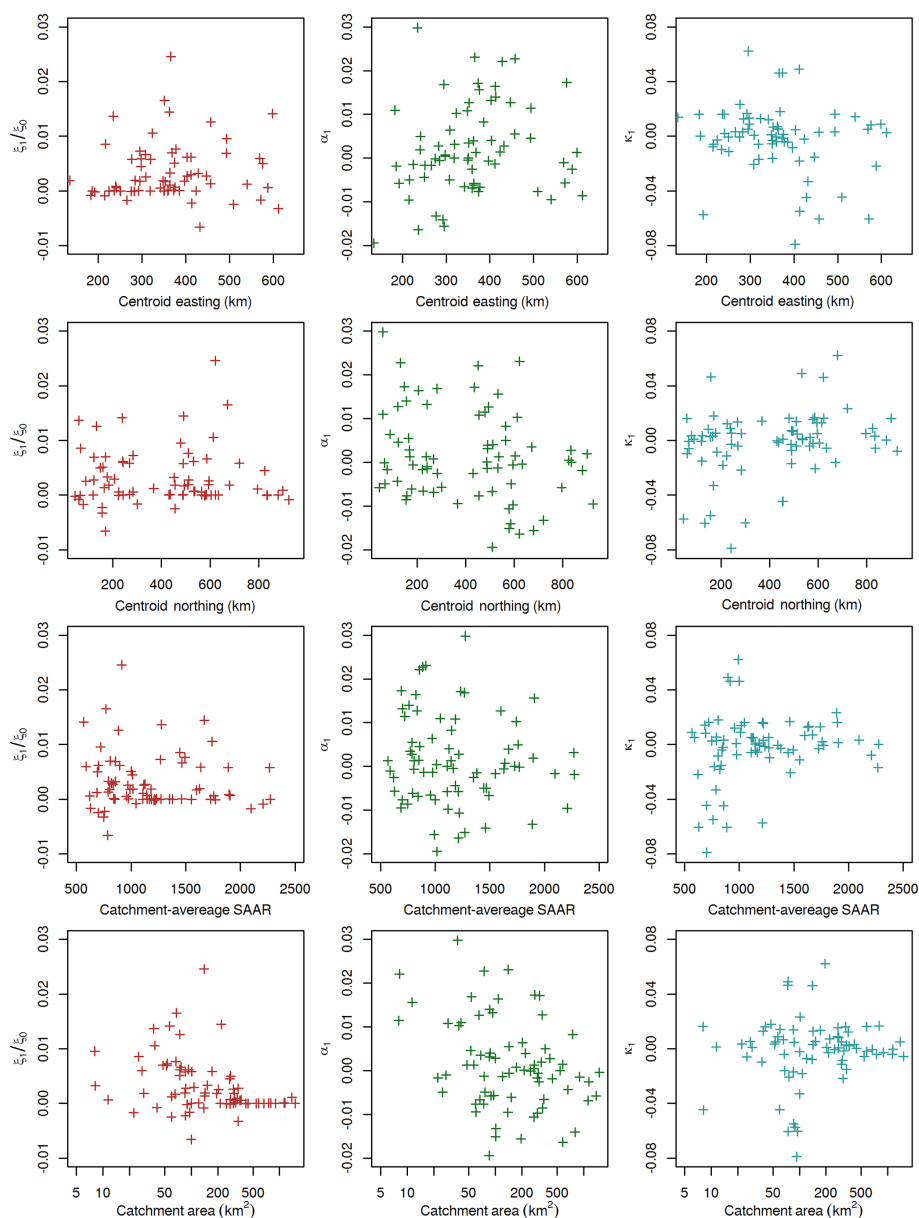 ξ₁/ξ₀
-0.01 0.00 0.01 0.02 0.03
200 300 400 500 600
Centroid easting (km)
α₁
-0.02 -0.01 0.00 0.01 0.02 0.03
200 300 400 500 600
Centroid easting (km)
κ₁
-0.08 -0.04 0.00 0.04 0.08
200 300 400 500 600
Centroid easting (km)
ξ₁/ξ₀
-0.01 0.00 0.01 0.02 0.03
200 400 600 800
Centroid northing (km)
α₁
-0.02 -0.01 0.00 0.01 0.02 0.03
200 400 600 800
Centroid northing (km)
κ₁
-0.08 -0.04 0.00 0.04 0.08
200 400 600 800
Centroid northing (km)
ξ₁/ξ₀
-0.01 0.00 0.01 0.02 0.03
500 1000 1500 2000 2500
Catchment-avereage SAAR
α₁
-0.02 -0.01 0.00 0.01 0.02 0.03
500 1000 1500 2000 2500
Catchment-avereage SAAR
κ₁
-0.08 -0.04 0.00 0.04 0.08
500 1000 1500 2000 2500
Catchment-avereage SAAR
ξ₁/ξ₀
-0.01 0.00 0.01 0.02 0.03
5 10 50 200 500
Catchment area (km²)
α₁
-0.02 -0.01 0.00 0.01 0.02 0.03
5 10 50 200 500
Catchment area (km²)
κ₁
-0.08 -0.04 0.00 0.04 0.08
5 10 50 200 500
Catchment area (km²)